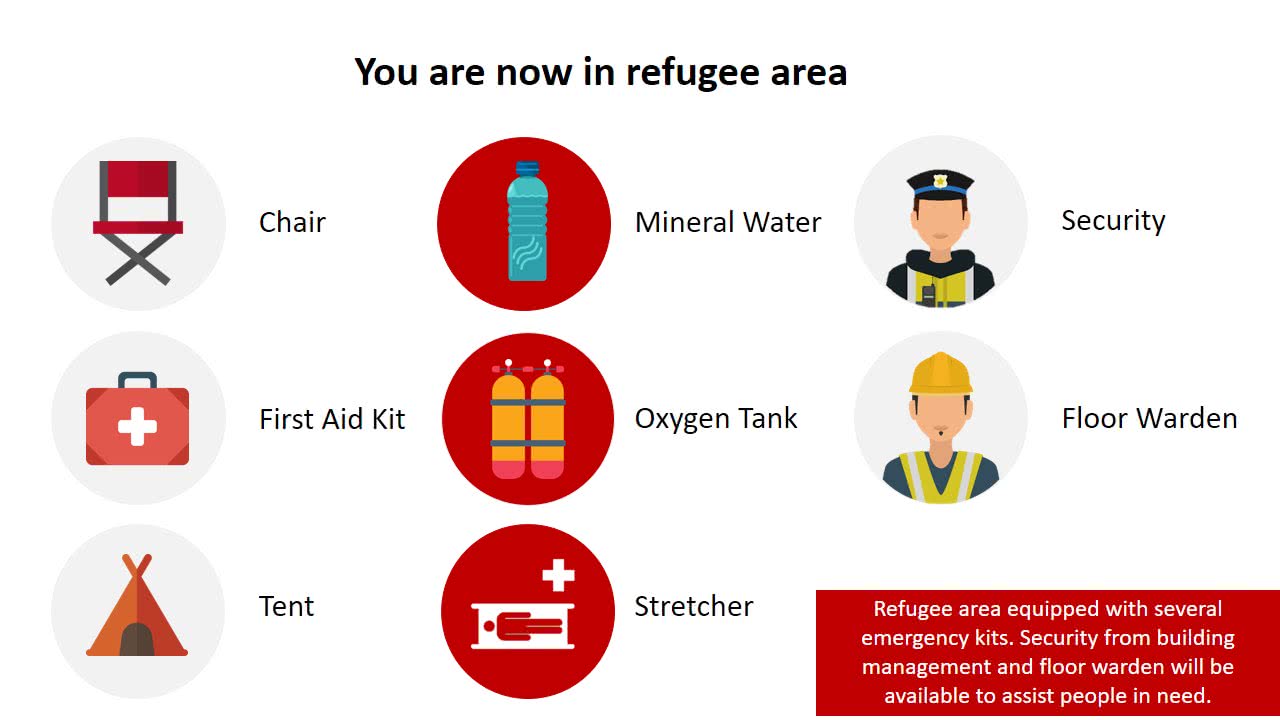 You are now in refugee area
Chair
Mineral Water
Security
First Aid Kit
Oxygen Tank
Floor Warden
Tent
Stretcher
Refugee area equipped with several
emergency kits. Security from building
management and floor warden will be
available to assist people in need.